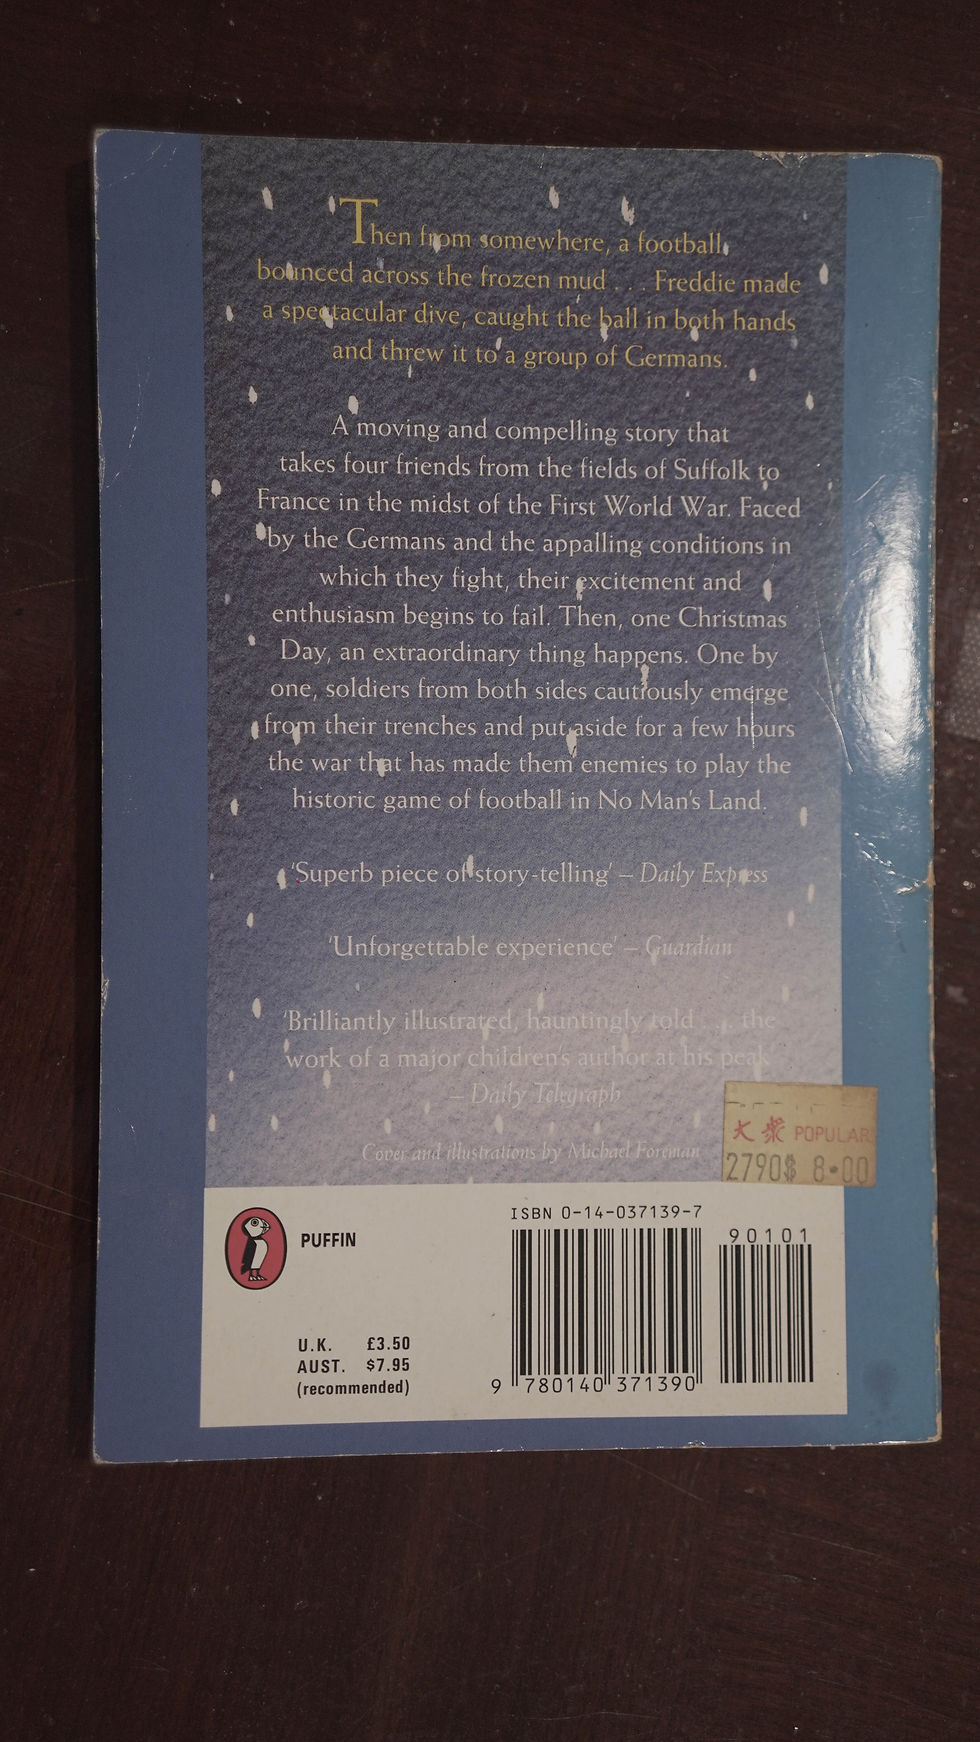 Then from somewhere, a football
bounced across the frozen mud . . . Freddie made
a spectacular dive, caught the ball in both hands
and threw it to a group of Germans.
A moving and compelling story that
takes four friends from the fields of Suffolk to
France in the midst of the First World War. Faced
by the Germans and the appalling conditions in
which they fight, their excitement and
enthusiasm begins to fail. Then, one Christmas
Day, an extraordinary thing happens. One by
one, soldiers from both sides cautiously emerge
from their trenches and put aside for a few hours
the war that has made them enemies to play the
historic game of football in No Man's Land.
'Superb piece of story-telling' – Daily Express
'Unforgettable experience' – Guardian
'Brilliantly illustrated, hauntingly told . . . the
work of a major children's author at his peak'
– Daily Telegraph
Cover and illustrations by Michael Foreman
大衆 POPULAR
2790$ 8.00
PUFFIN
U.K. £3.50
AUST. $7.95
(recommended)
ISBN 0-14-037139-7
90101
9 780140 371390